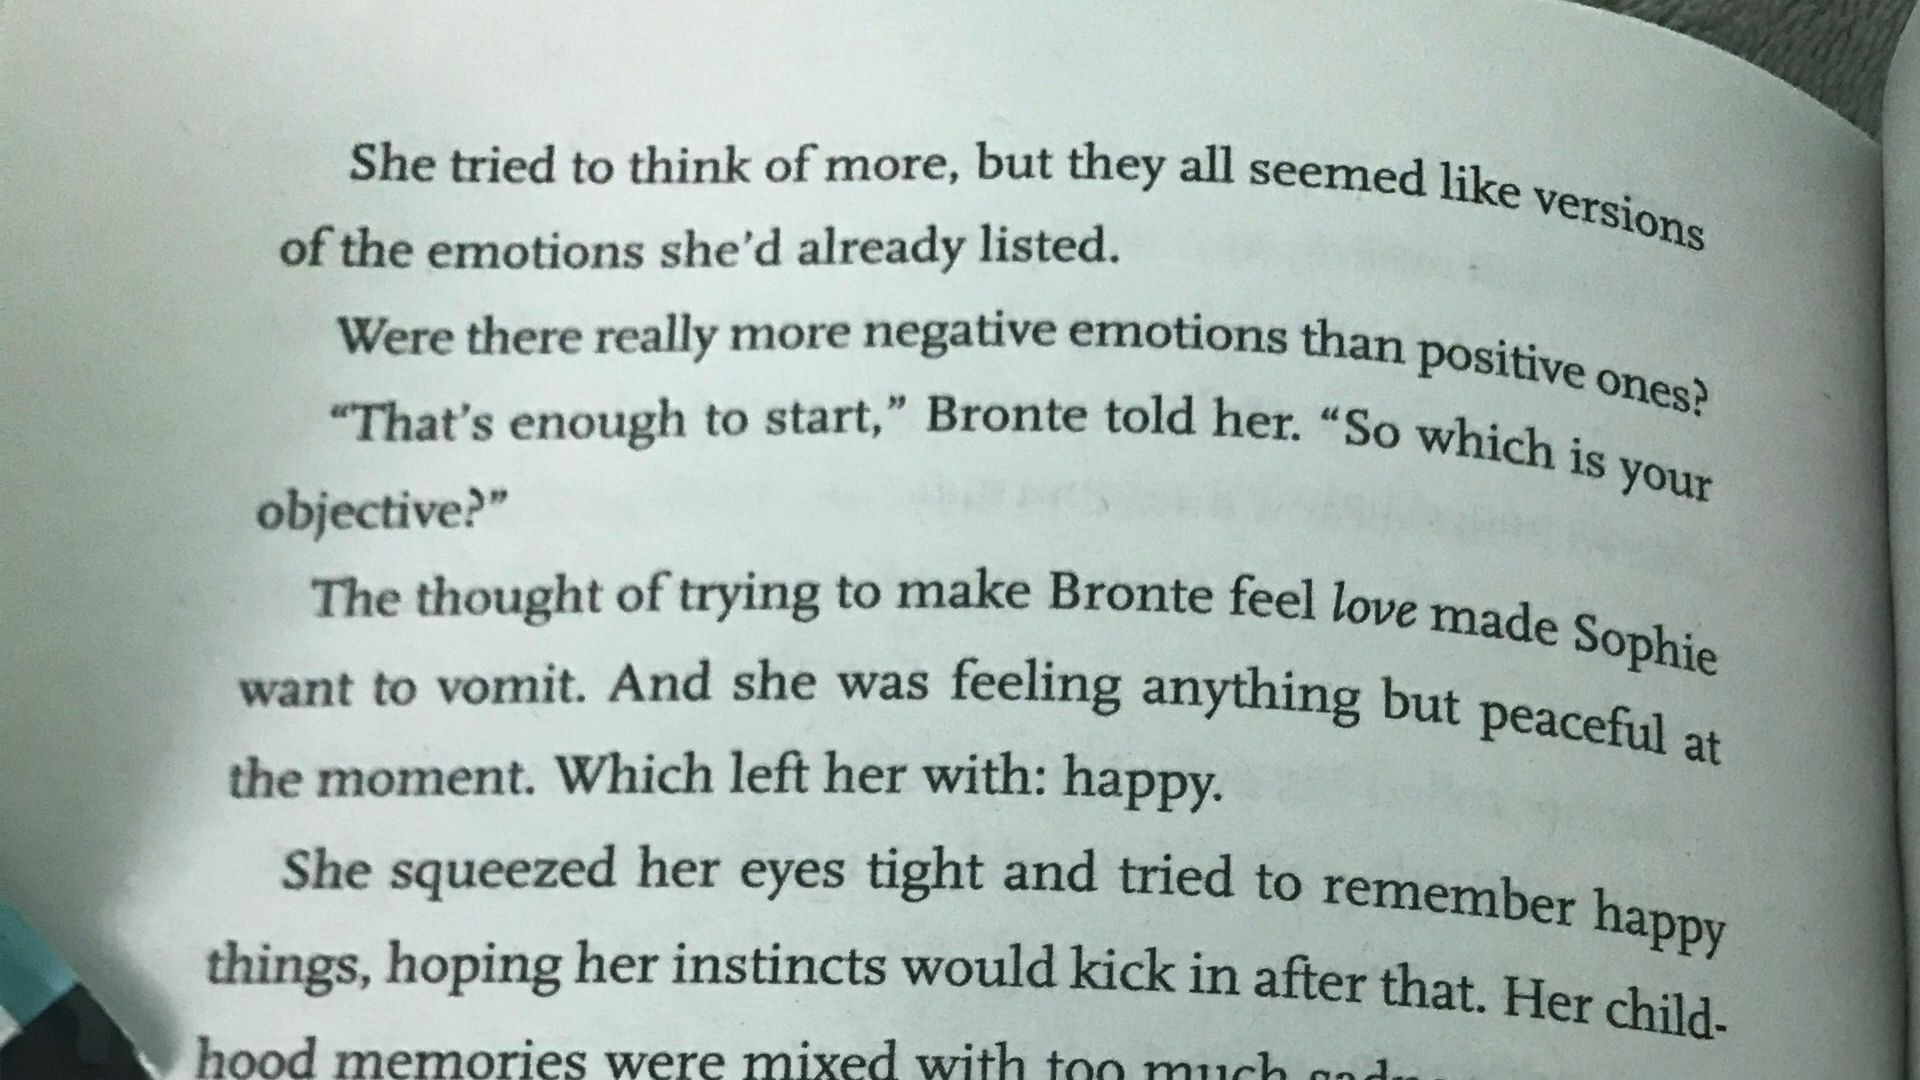 She tried to think of more, but they all seemed like versions
of the emotions she'd already listed.
Were there really more negative emotions than positive ones?
“That's enough to start,” Bronte told her. “So which is your
objective?”
The thought of trying to make Bronte feel love made Sophie
want to vomit. And she was feeling anything but peaceful at
the moment. Which left her with: happy.
She squeezed her eyes tight and tried to remember happy
things, hoping her instincts would kick in after that. Her child-
hood memories were mixed with too much